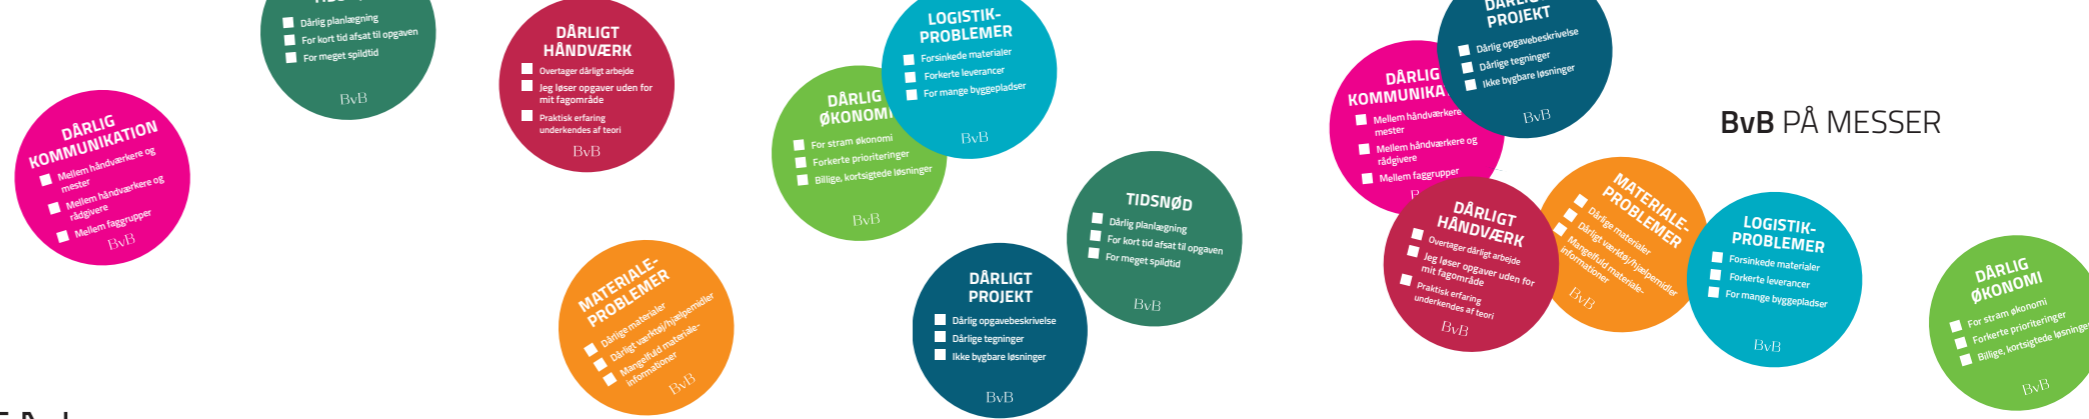 DÅRLIG
KOMMUNIKATION
Mellem håndværkere og
mester
Mellem håndværkere og
rådgivere
Mellem faggrupper
BvB
Dårlig planlægning
For kort tid afsat til opgaven
For meget spildtid
BvB
DÅRLIGT
HÅNDVÆRK
Overtager dårligt arbejde
Jeg løser opgaver uden for
mit fagområde
Praktisk erfaring
underkendes af teori
BvB
MATERIALE-
PROBLEMER
Dårlige materialer
Dårligt værktøj/hjælpemidler
Mangelfuld materiale-
informationer
BvB
DÅRLIG
ØKONOMI
For stram økonomi
Forkerte prioriteringer
Billige, kortsigtede løsninger
BvB
LOGISTIK-
PROBLEMER
Forsinkede materialer
Forkerte leverancer
For mange byggepladser
BvB
DÅRLIGT
PROJEKT
Dårlig opgavebeskrivelse
Dårlige tegninger
Ikke bygbare løsninger
BvB
TIDSNØD
Dårlig planlægning
For kort tid afsat til opgaven
For meget spildtid
BvB
DÅRLIG
KOMMUNIKA
Mellem håndværkere
mester
Mellem håndværkere og
rådgivere
Mellem faggrupper
DÅRLIGT
PROJEKT
Dårlig opgavebeskrivelse
Dårlige tegninger
Ikke bygbare løsninger
BvB
DÅRLIGT
HÅNDVÆRK
Overtager dårligt arbejde
Jeg løser opgaver uden for
mit fagområde
Praktisk erfaring
underkendes af teori
BvB
MATERIALE-
PROBLEMER
Dårlige materialer
Dårligt værktøj/hjælpemidler
Mangelfuld materiale-
informationer
BvB
LOGISTIK-
PROBLEMER
Forsinkede materialer
Forkerte leverancer
For mange byggepladser
BvB
BvB PÅ MESSER
DÅRLIG
ØKONOMI
For stram økonomi
Forkerte prioriteringer
Billige, kortsigtede løsninger
BvB